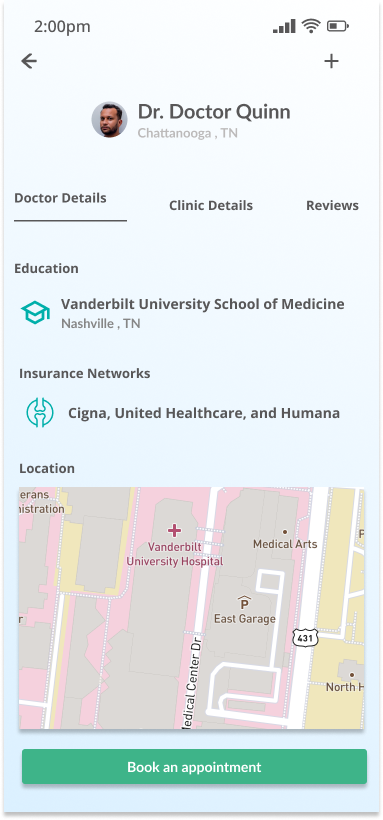 2:00pm
Dr. Doctor Quinn
Chattanooga , TN
Doctor Details
Clinic Details
Reviews
Education
Vanderbilt University School of Medicine
Nashville , TN
Insurance Networks
Cigna, United Healthcare, and Humana
Location
erans
nistration
Vanderbilt
University Hospital
Medical Arts
F
P
East Garage
r
431
Medical Center Dr
North H
Book an appointment